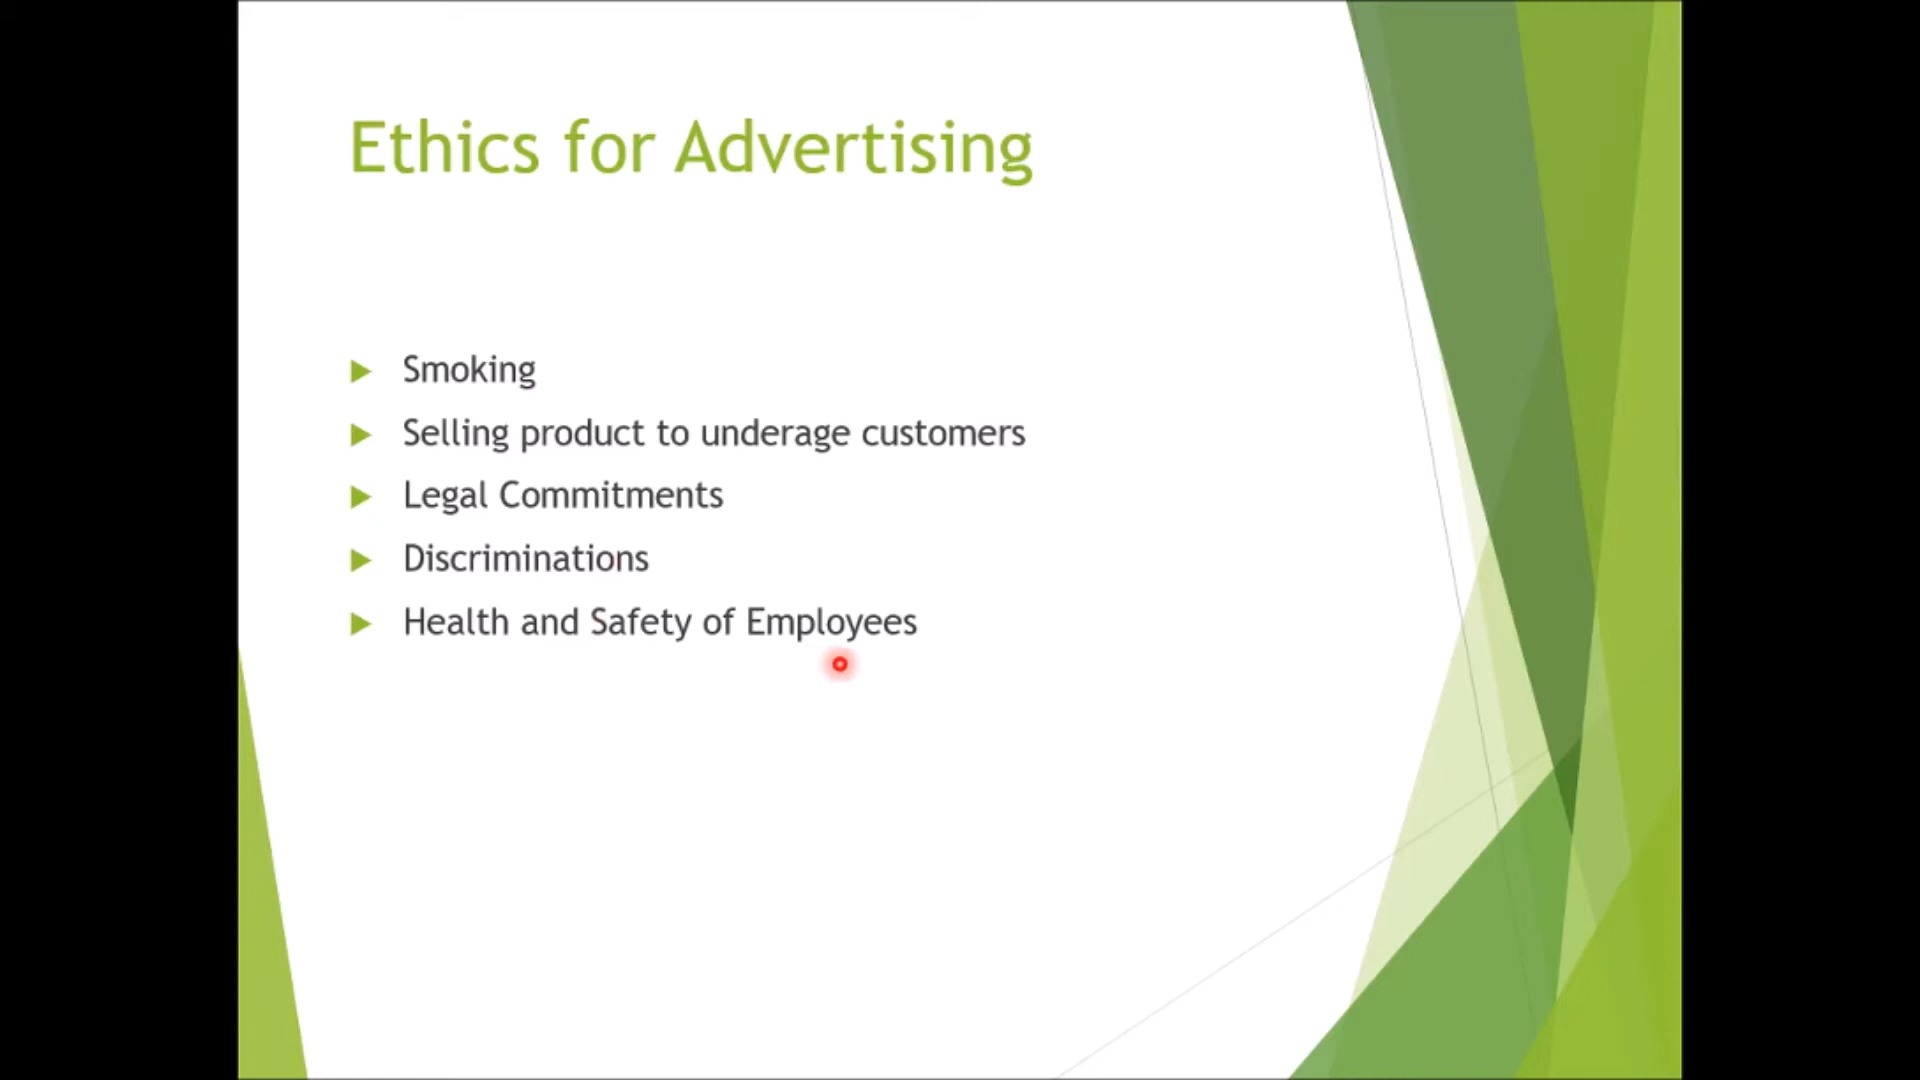 Ethics for Advertising
Smoking
Selling product to underage customers
Legal Commitments
Discriminations
Health and Safety of Employees